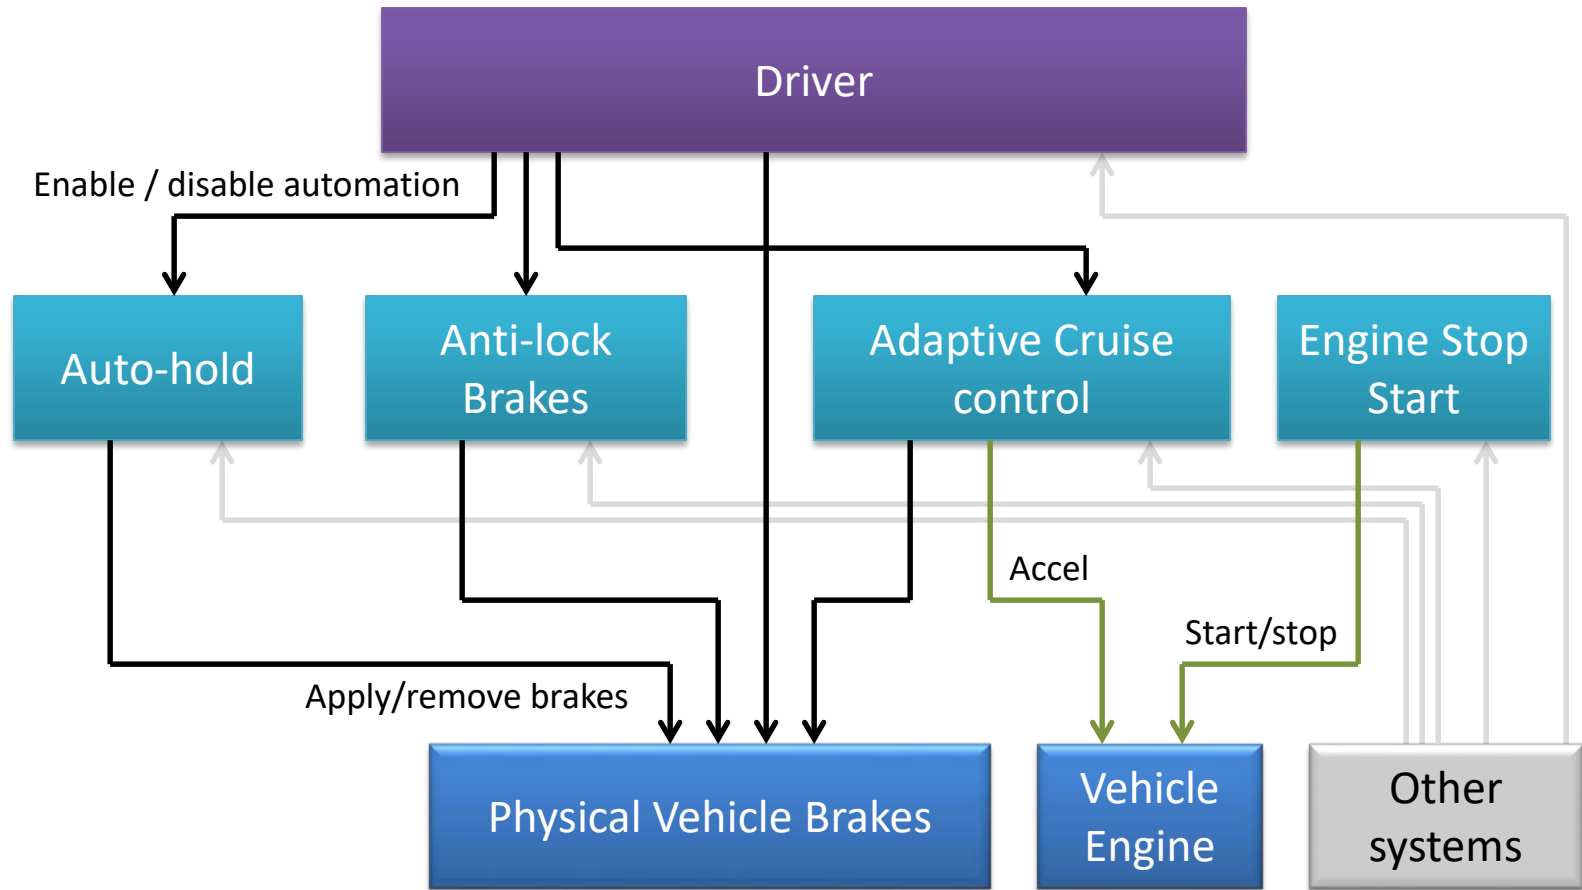 Driver
Enable / disable automation
Auto-hold
Anti-lock
Brakes
Adaptive Cruise
control
Engine Stop
Start
Accel
Start/stop
Apply/remove brakes
Physical Vehicle Brakes
Vehicle
Engine
Other
systems